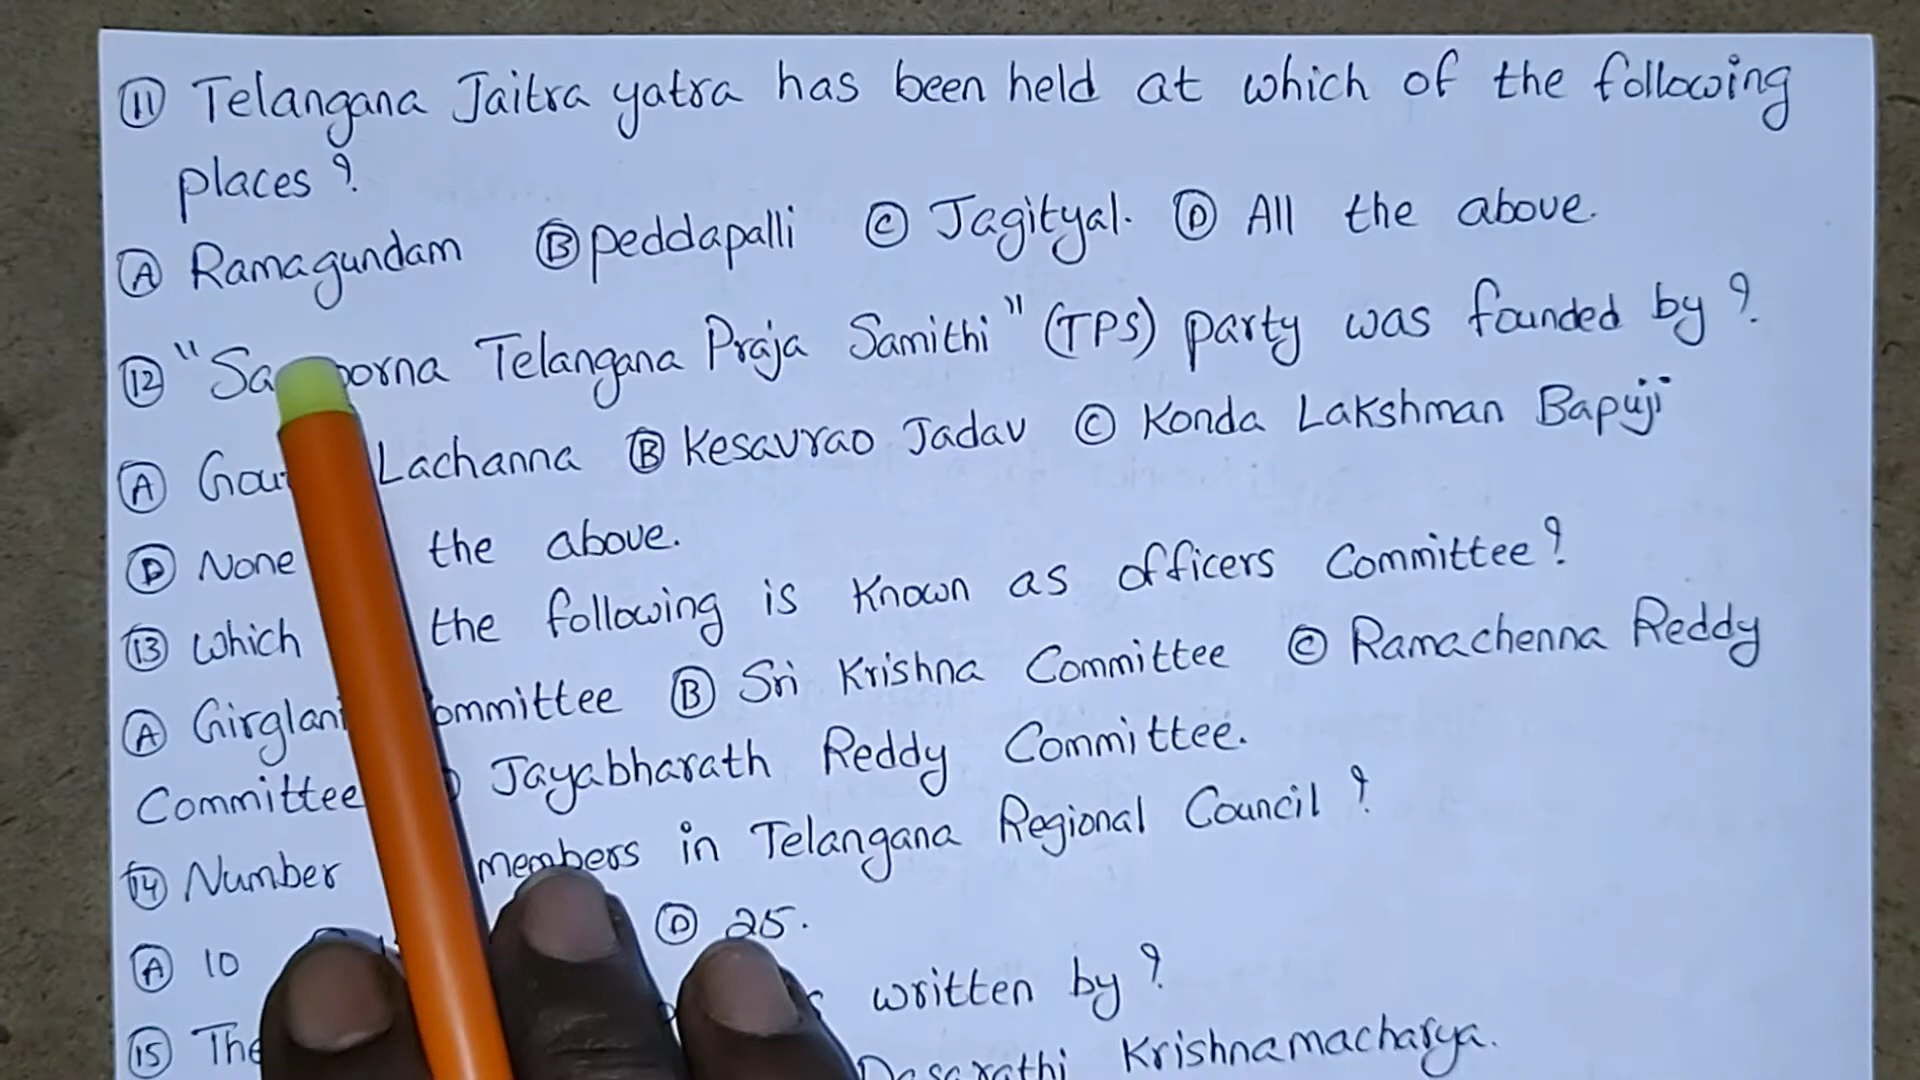 11 Telangana Jaitra yatra has been held at which of the following
places?
A Ramagundam B peddapalli C Jagityal. D All the above.
12 " Telangana Praja Samithi" (TPS) party was founded by?
A Lachanna B Kesavrao Jadav C Konda Lakshman Bapuji
D None the above.
13 Which the following is Known as officers Committee?
A Girglani Committee B Sri Krishna Committee C Ramachenna Reddy
Committee Jayabharath Reddy Committee.
14 Number members in Telangana Regional Council?
A 10 D 25.
15 The written by?
Dasarathi Krishnamacharya.